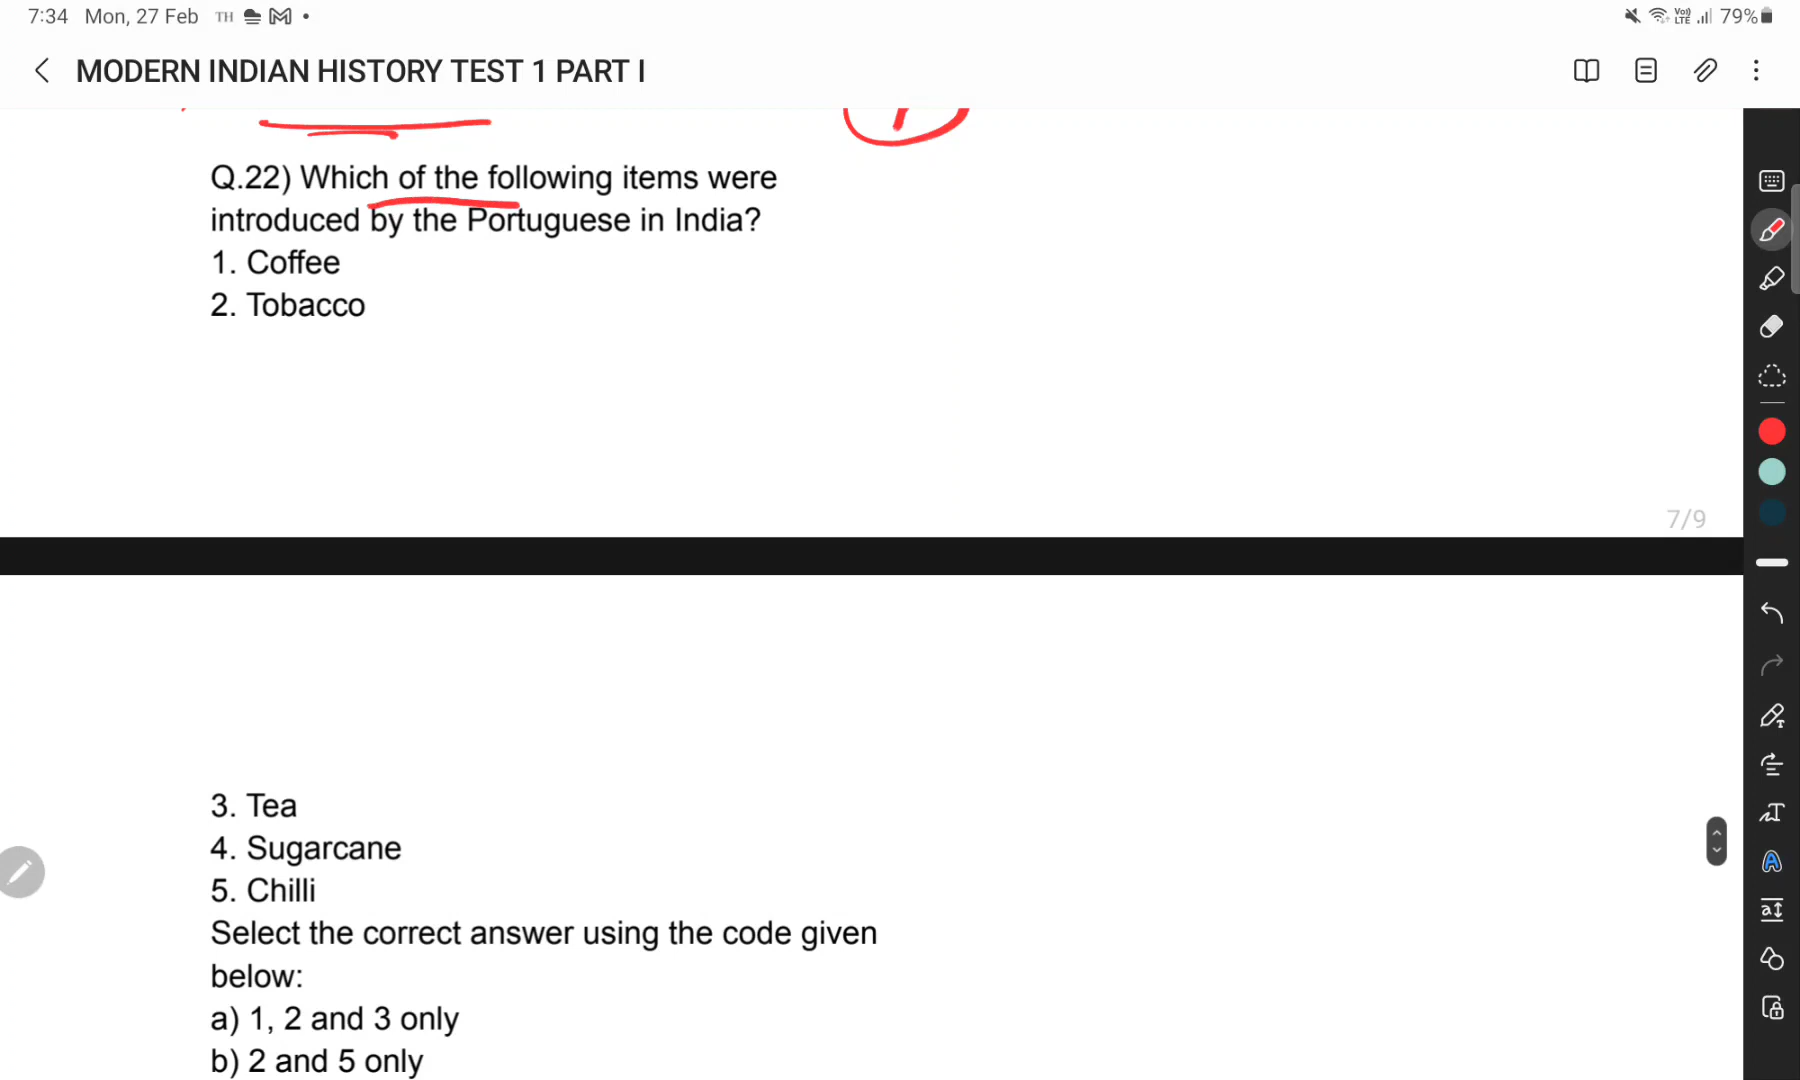 7:34 Mon, 27 Feb TH 79%
MODERN INDIAN HISTORY TEST 1 PART I
Q.22) Which of the following items were
introduced by the Portuguese in India?
1. Coffee
2. Tobacco
7/9
3. Tea
4. Sugarcane
5. Chilli
Select the correct answer using the code given
below:
a) 1, 2 and 3 only
b) 2 and 5 only